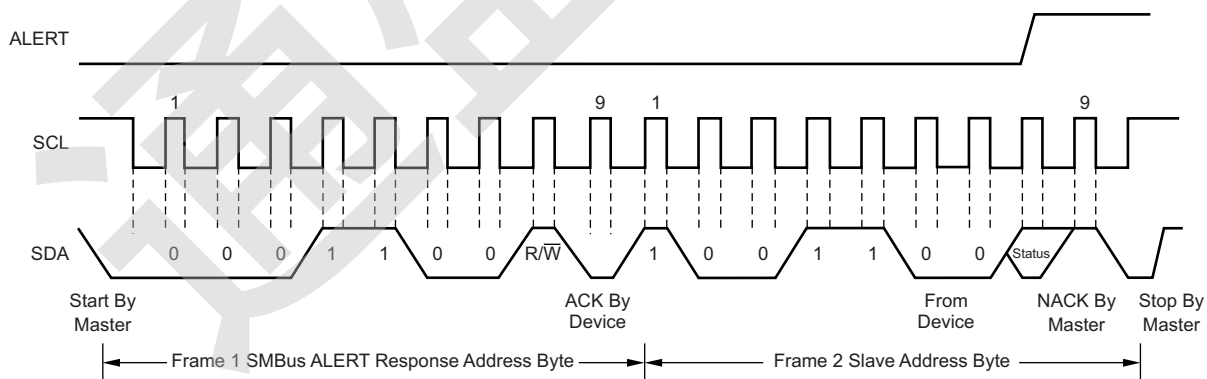 ALERT
1 9 1 9
SCL
SDA
0 0 0 1 1 0 0 R/W 1 0 0 1 1 0 0 Status
Start By
Master
ACK By
Device
From
Device
NACK By
Master
Stop By
Master
Frame 1 SMBus ALERT Response Address Byte
Frame 2 Slave Address Byte